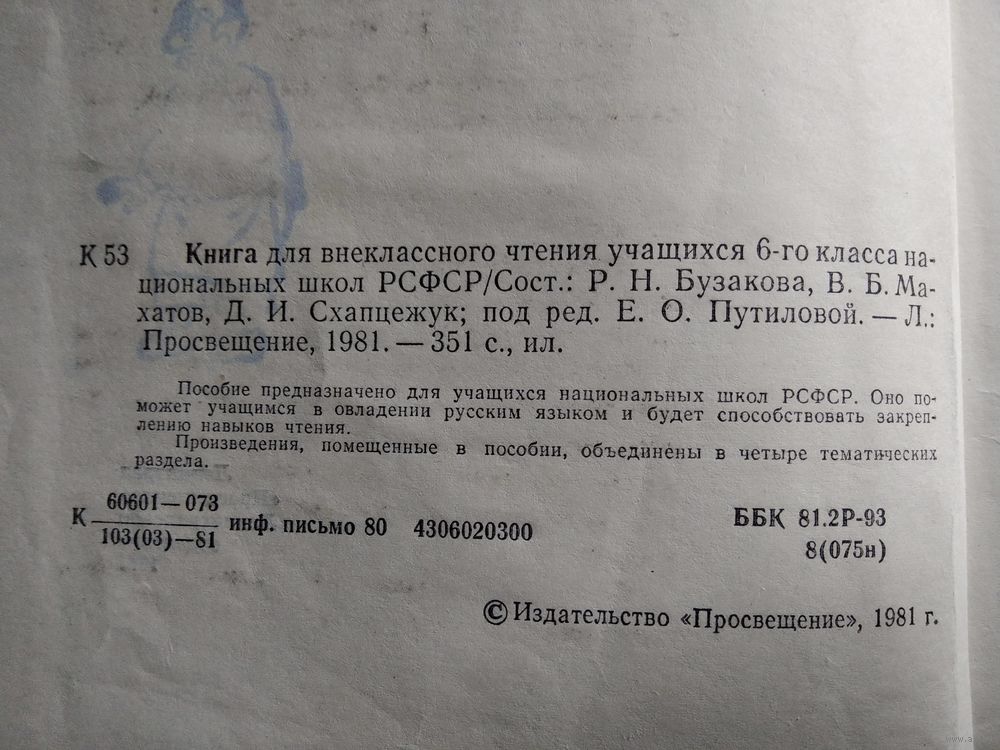 К 53 Книга для внеклассного чтения учащихся 6-го класса на-
циональных школ РСФСР/Сост.: Р. Н. Бузакова, В. Б. Ма-
хатов, Д. И. Схапцежук; под ред. Е. О. Путиловой. — Л.:
Просвещение, 1981. — 351 с., ил.
Пособие предназначено для учащихся национальных школ РСФСР. Оно по-
может учащимся в овладении русским языком и будет способствовать закреп-
лению навыков чтения.
Произведения, помещенные в пособии, объединены в четыре тематических
раздела.
60601—073
К инф. письмо 80 4306020300
103(03)—81
ББК 81.2Р-93
8(075н)
© Издательство «Просвещение», 1981 г.